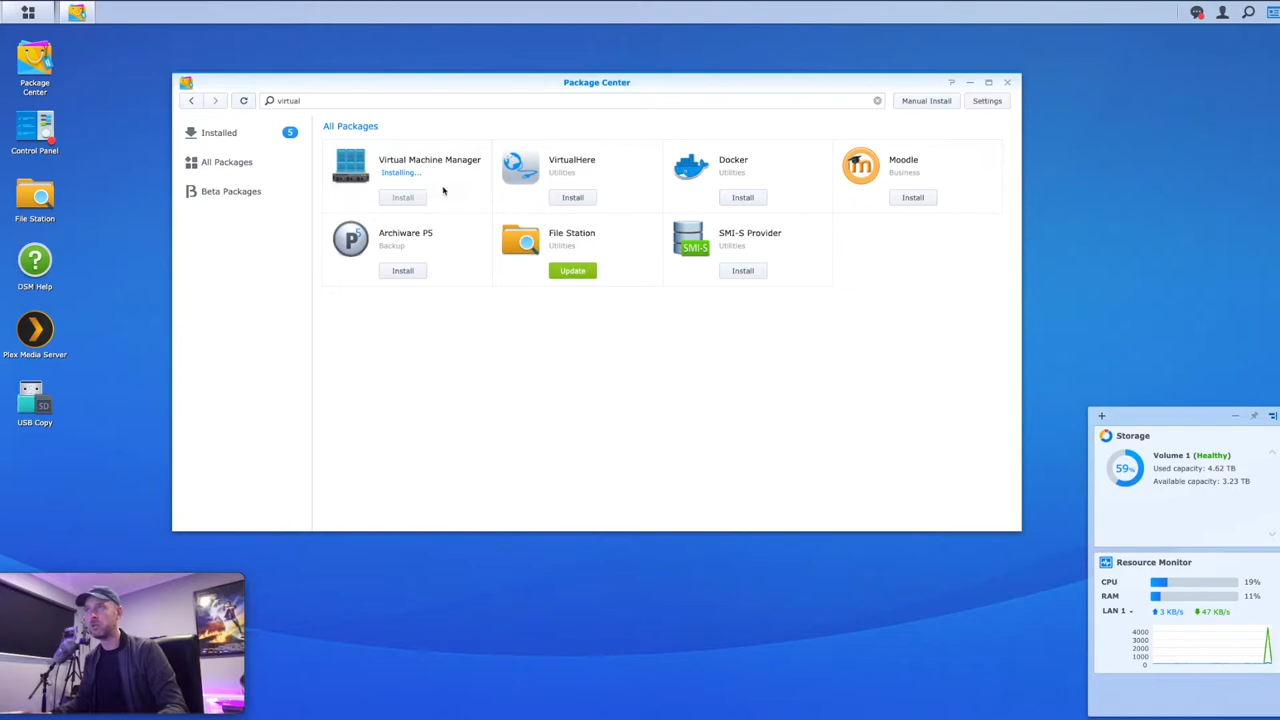 Package Center
virtual
Manual Install
Settings
Package
Center
Control Panel
File Station
DSM Help
Plex Media Server
USB Copy
SD
Installed
5
All Packages
Beta Packages
All Packages
Virtual Machine Manager
Installing...
Install
VirtualHere
Utilities
Install
Docker
Utilities
Install
Moodle
Business
Install
Archiware P5
Backup
Install
File Station
Utilities
Update
SMI-S
SMI-S Provider
Utilities
Install
Storage
59%
Volume 1 (Healthy)
Used capacity: 4.62 TB
Available capacity: 3.23 TB
Resource Monitor
CPU 19%
RAM 11%
LAN 1 3 KB/s 47 KB/s
4000
3000
2000
1000
0